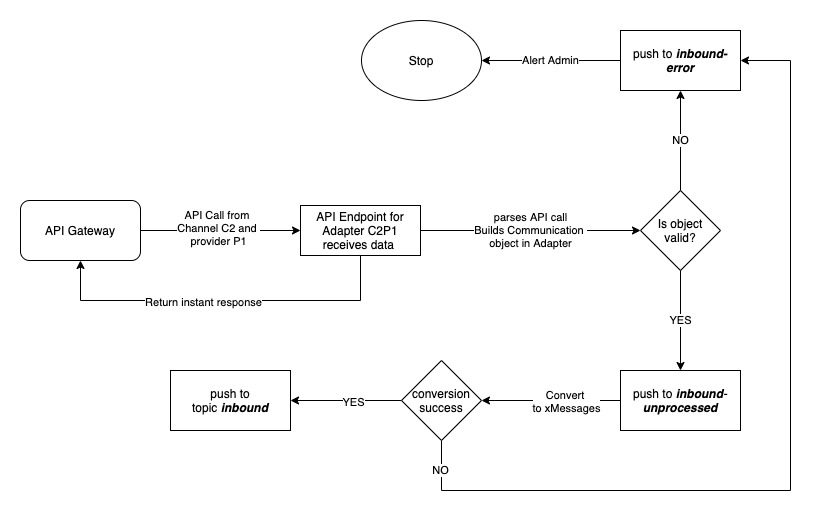 Stop
Alert Admin
push to inbound-
error
NO
API Gateway
API Call from
Channel C2 and
provider P1
API Endpoint for
Adapter C2P1
receives data
parses API call
Builds Communication
object in Adapter
Is object
valid?
Return instant response
YES
push to
topic inbound
YES
conversion
success
Convert
to xMessages
push to inbound-
unprocessed
NO